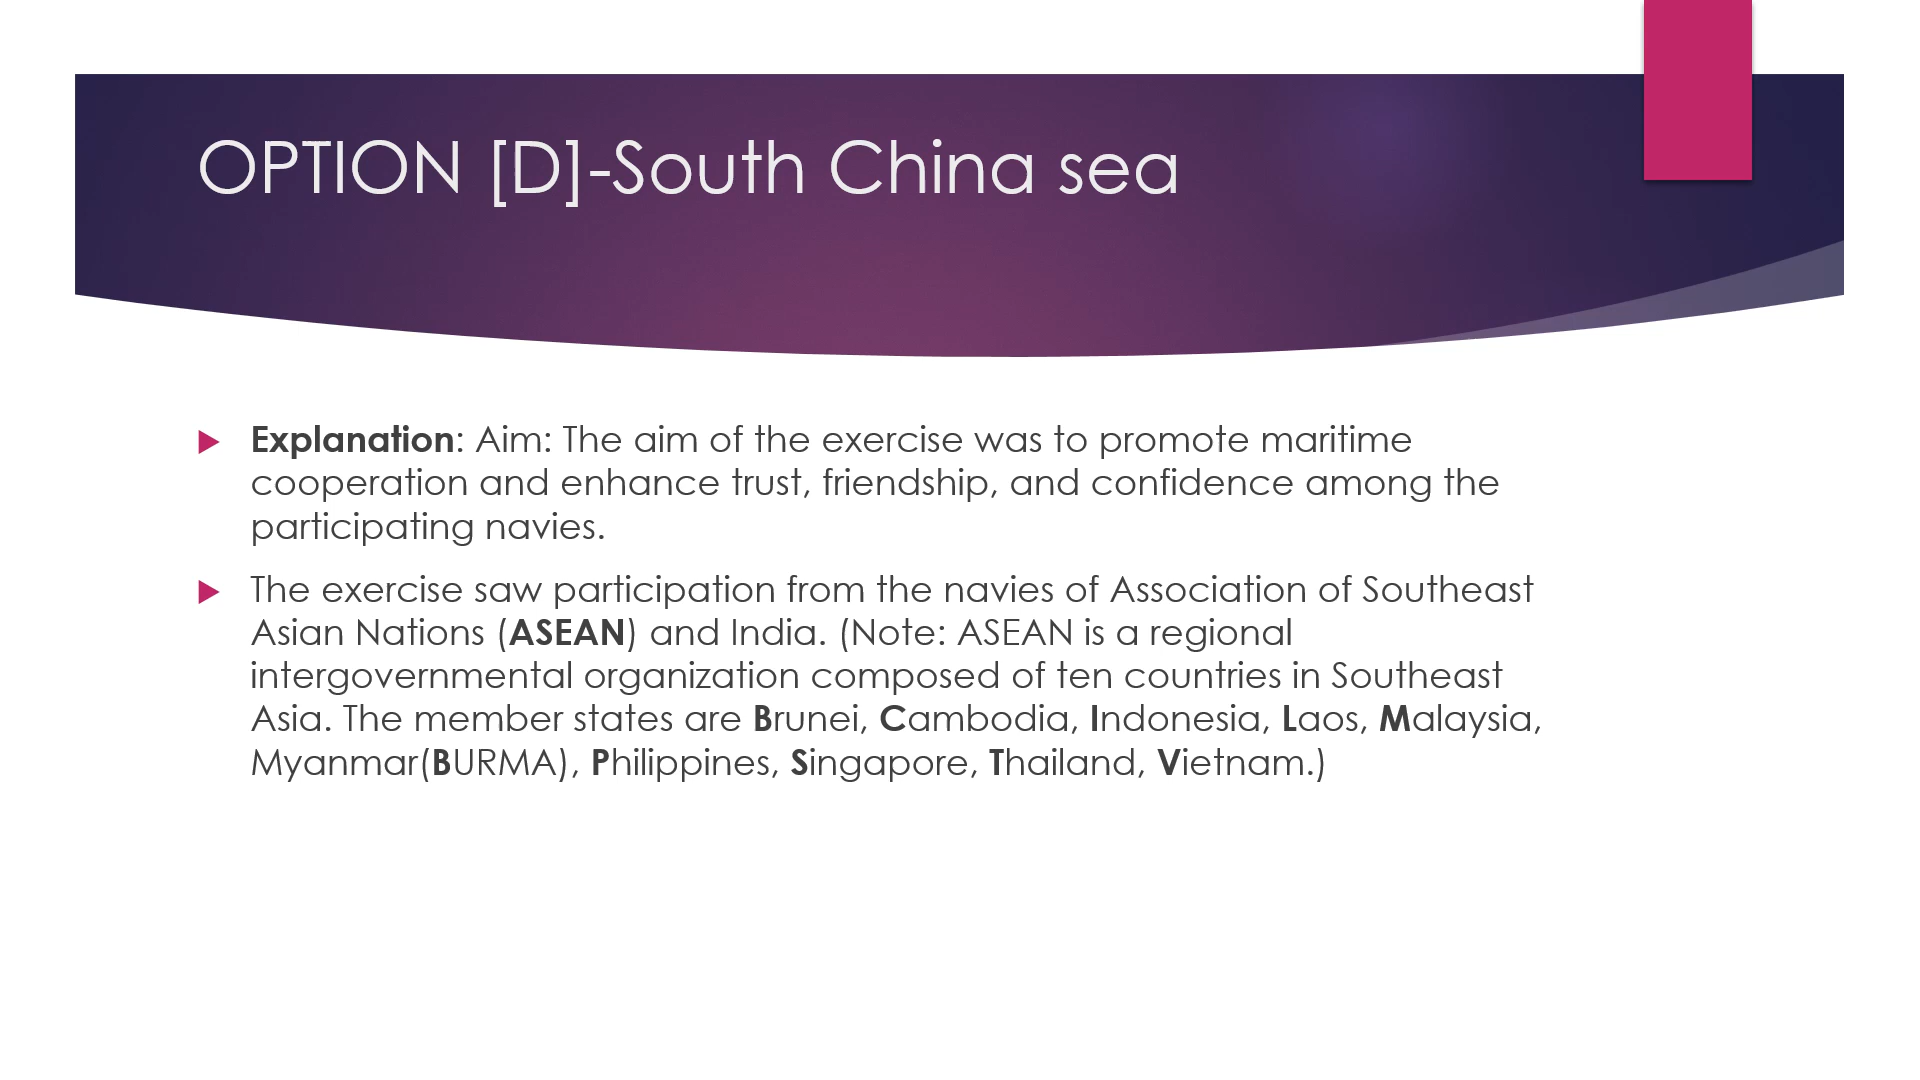 OPTION [D]-South China sea
Explanation: Aim: The aim of the exercise was to promote maritime
cooperation and enhance trust, friendship, and confidence among the
participating navies.
The exercise saw participation from the navies of Association of Southeast
Asian Nations (ASEAN) and India. (Note: ASEAN is a regional
intergovernmental organization composed of ten countries in Southeast
Asia. The member states are Brunei, Cambodia, Indonesia, Laos, Malaysia,
Myanmar(BURMA), Philippines, Singapore, Thailand, Vietnam.)